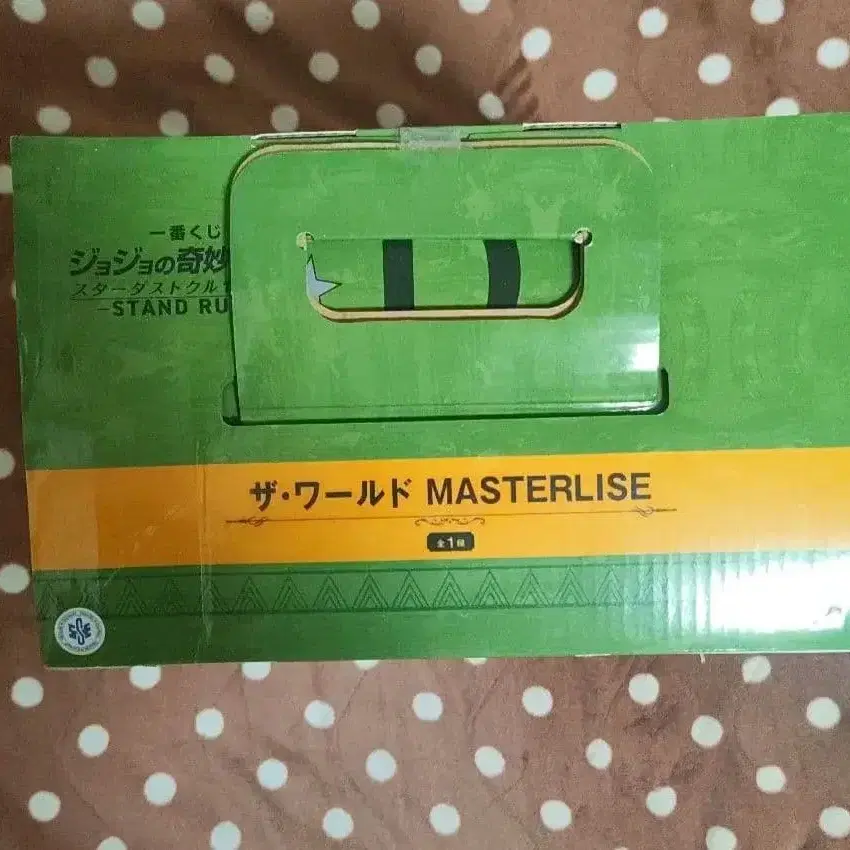 一番くじ
ジョジョの奇妙
スターダストクル
-STAND RU
ザ・ワールド MASTERLISE
全1種